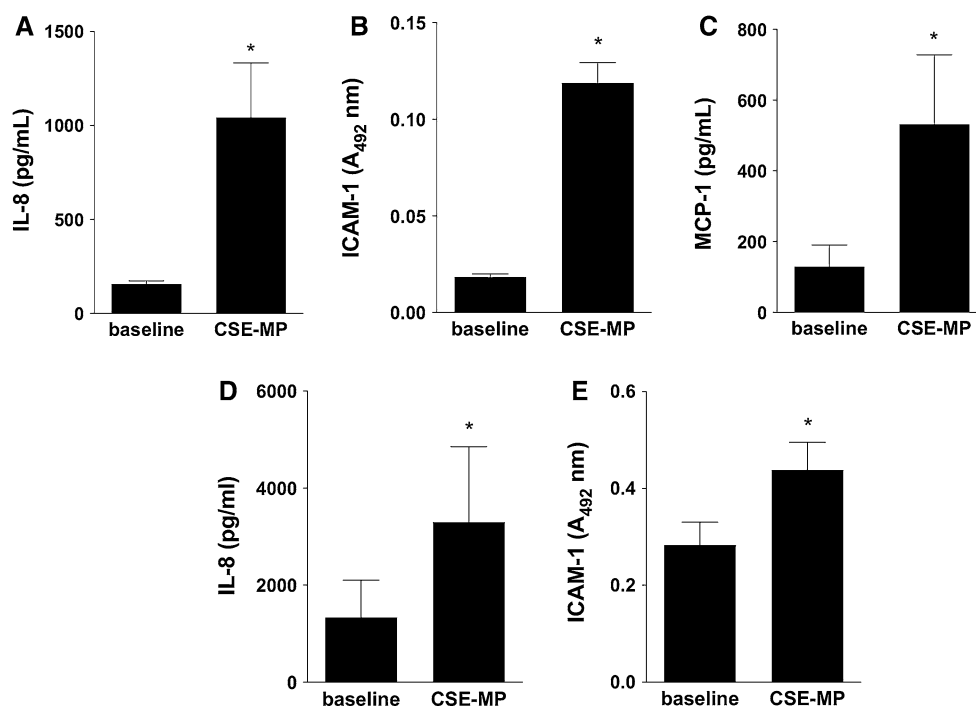 A
IL-8 (pg/mL)
1500
1000
500
0
*
baseline
CSE-MP
B
ICAM-1 (A492 nm)
0.15
0.10
0.05
0.00
*
baseline
CSE-MP
C
MCP-1 (pg/mL)
800
600
400
200
0
*
baseline
CSE-MP
D
IL-8 (pg/ml)
6000
4000
2000
0
*
baseline
CSE-MP
E
ICAM-1 (A492 nm)
0.6
0.4
0.2
0.0
*
baseline
CSE-MP